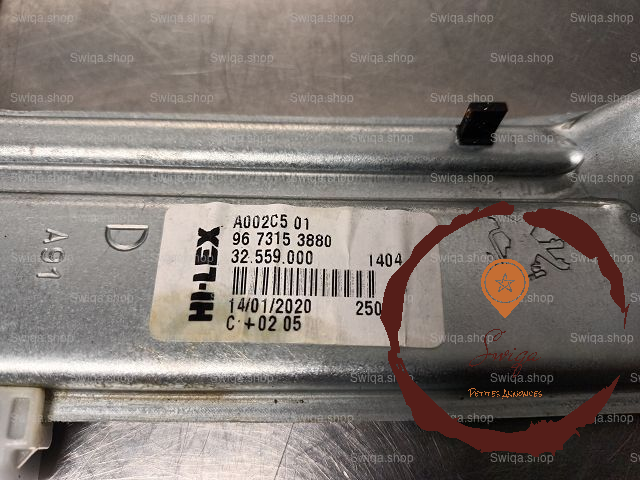 A002C5 01
96 7315 3880
32.559.000 1404
14/01/2020 250
C +02 05
HI-LEX
D
A91
Swiqa
PETITES ANNONCES
Swiqa.shop